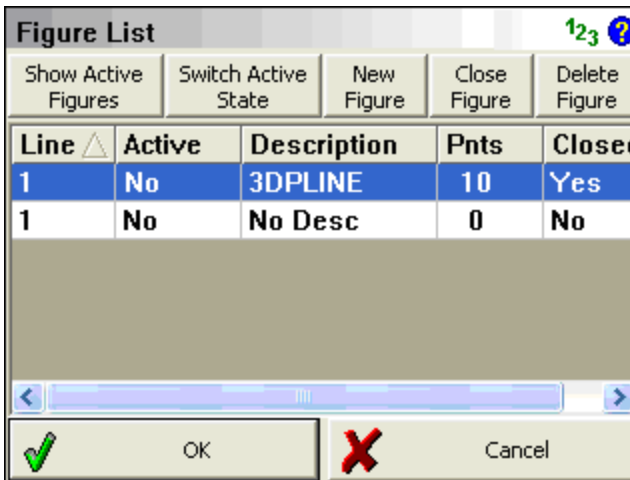 Figure List 123 ?
Show Active Figures Switch Active State New Figure Close Figure Delete Figure
Line Active Description Pnts Closed
1 No 3DPLINE 10 Yes
1 No No Desc 0 No
OK Cancel